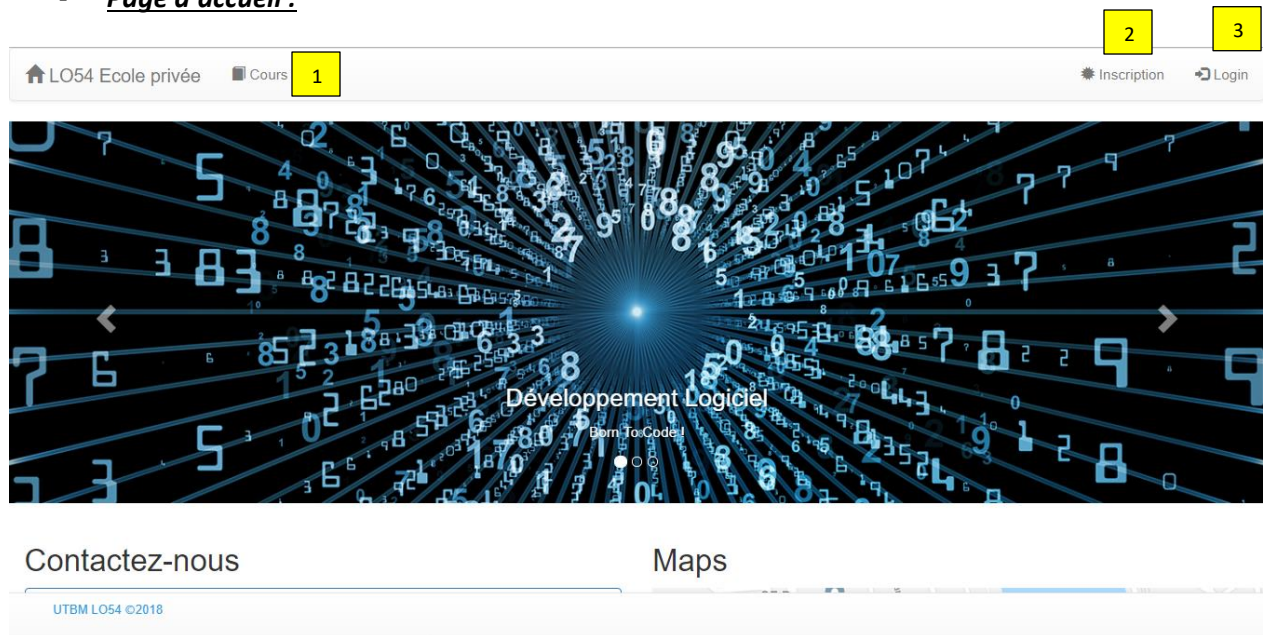 Page d'accueil :
2
3
LO54 Ecole privée
Cours
1
Inscription
Login
Développement Logiciel
Born To Code !
Contactez-nous
Maps
UTBM LO54 ©2018